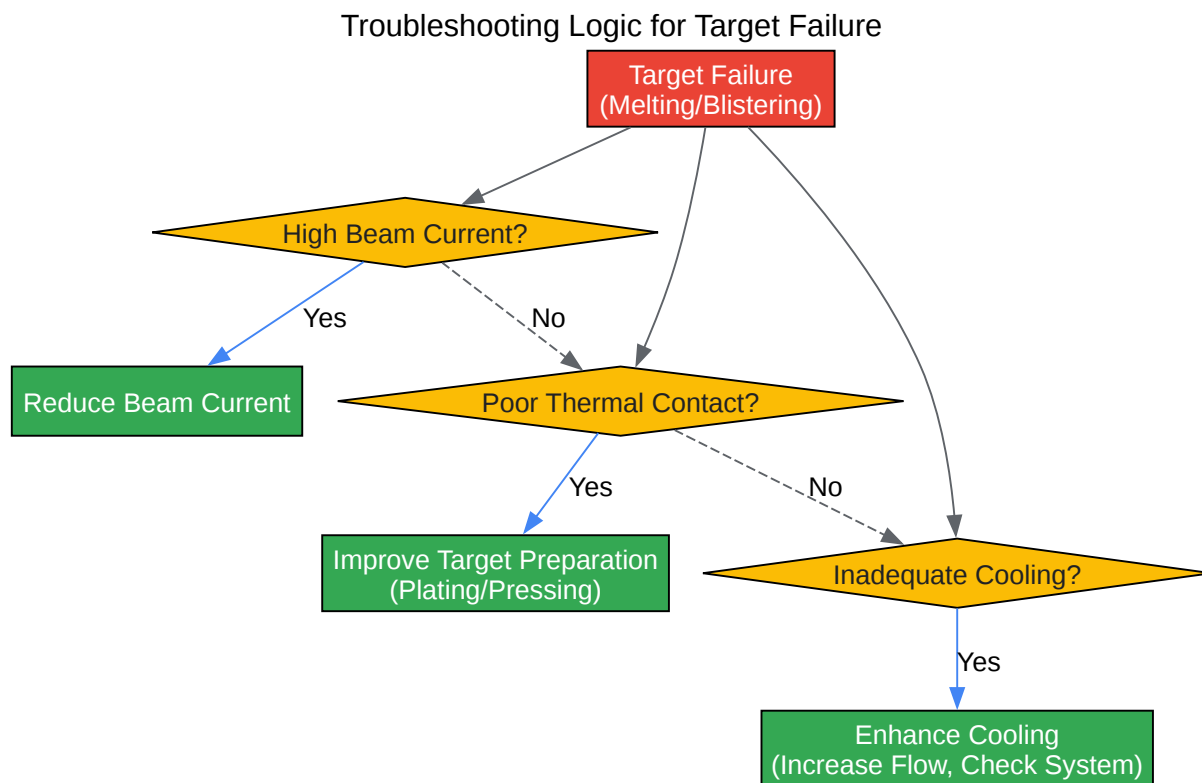 Troubleshooting Logic for Target Failure
Target Failure
(Melting/Blistering)
High Beam Current?
Yes
No
Reduce Beam Current
Poor Thermal Contact?
Yes
No
Improve Target Preparation
(Plating/Pressing)
Inadequate Cooling?
Yes
Enhance Cooling
(Increase Flow, Check System)